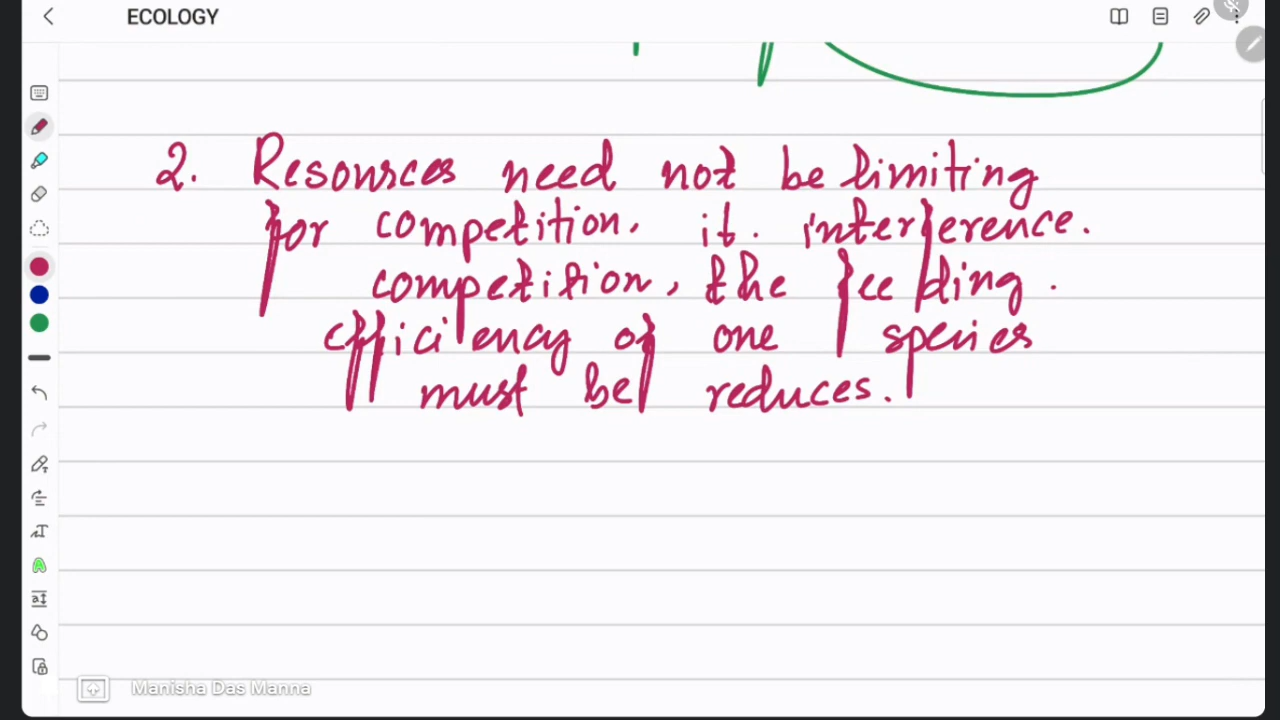 ECOLOGY
2. Resources need not be limiting
for competition. it. interference.
competition, the feeding.
efficiency of one species
must be reduces.
Manisha Das Manna